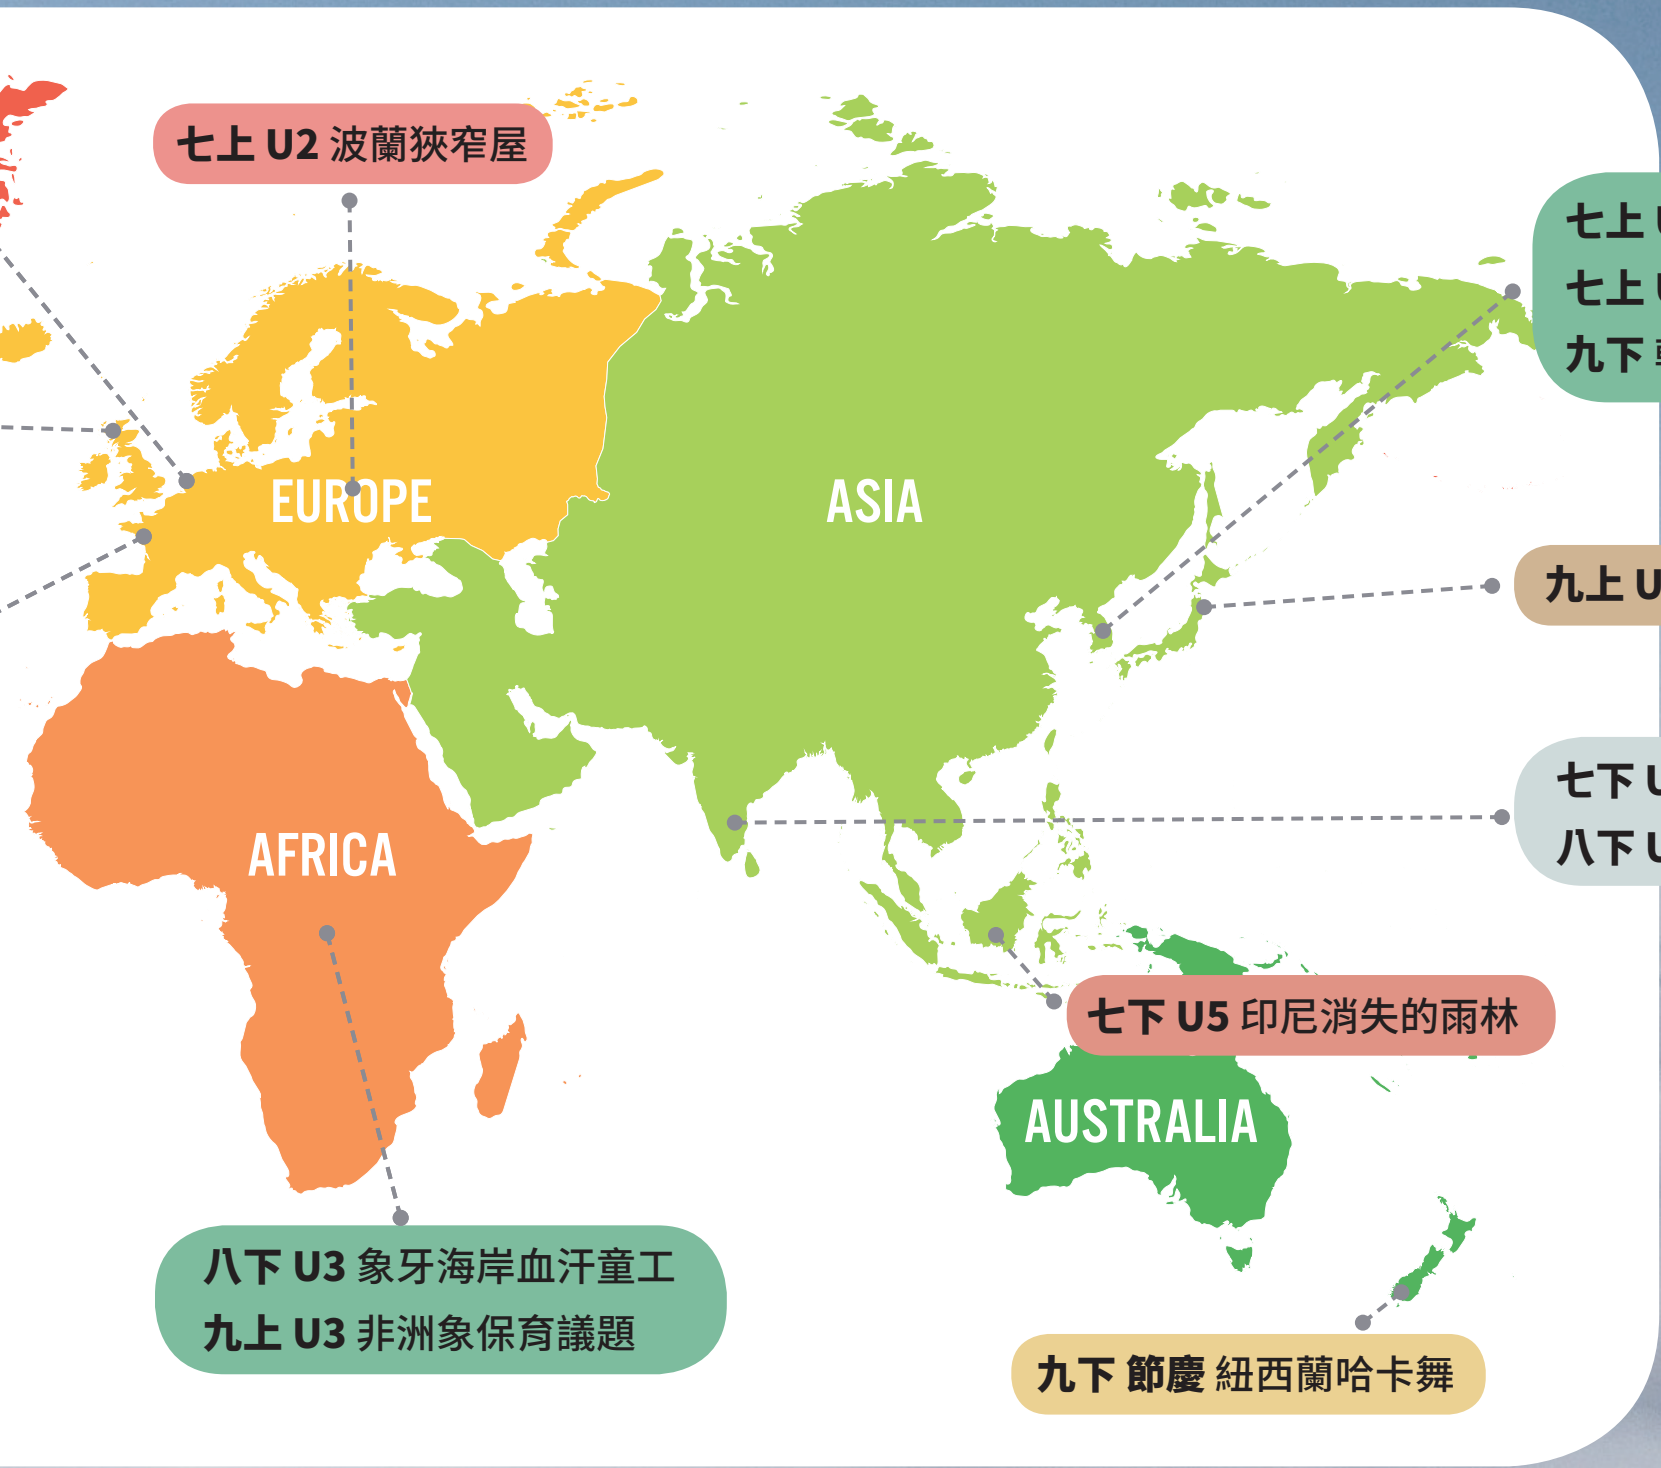 七上 U2 波蘭狹窄屋
七上
七上
九下
EUROPE
ASIA
九上 U
七下 U
八下 U
AFRICA
七下 U5 印尼消失的雨林
AUSTRALIA
八下 U3 象牙海岸血汗童工
九上 U3 非洲象保育議題
九下 節慶 紐西蘭哈卡舞